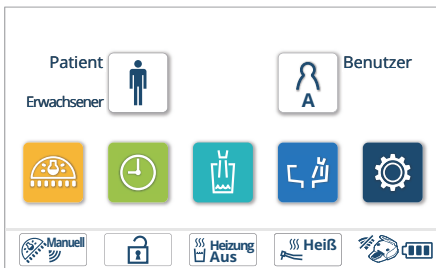 Patient
Benutzer
Erwachsener
A
Manuell
Heizung
Aus
Heiß